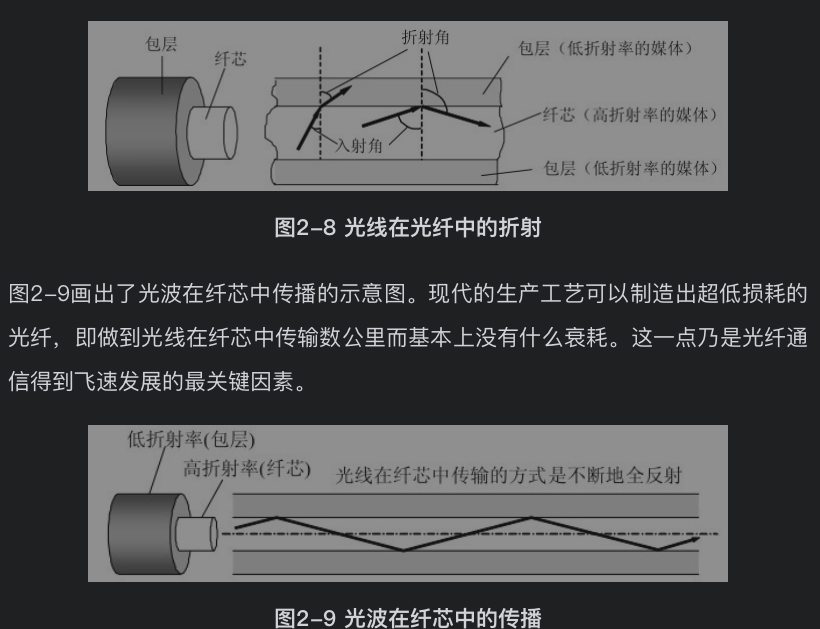 包层
纤芯
折射角
包层（低折射率的媒体）
纤芯（高折射率的媒体）
入射角
包层（低折射率的媒体）
图2-8 光线在光纤中的折射
图2-9画出了光波在纤芯中传播的示意图。现代的生产工艺可以制造出超低损耗的
光纤，即做到光线在纤芯中传输数公里而基本上没有什么衰耗。这一点乃是光纤通
信得到飞速发展的最关键因素。
低折射率(包层)
高折射率(纤芯)
光线在纤芯中传输的方式是不断地全反射
图2-9 光波在纤芯中的传播